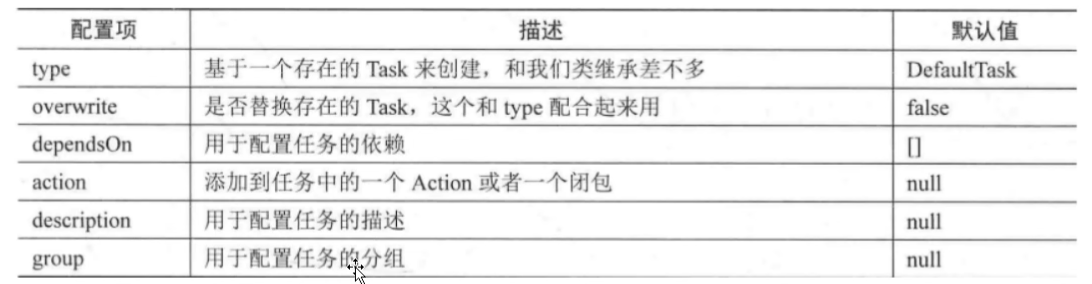 配置项 描述 默认值
type 基于一个存在的 Task 来创建，和我们类继承差不多 DefaultTask
overwrite 是否替换存在的 Task，这个和 type 配合起来用 false
dependsOn 用于配置任务的依赖 []
action 添加到任务中的一个 Action 或者一个闭包 null
description 用于配置任务的描述 null
group 用于配置任务的分组 null